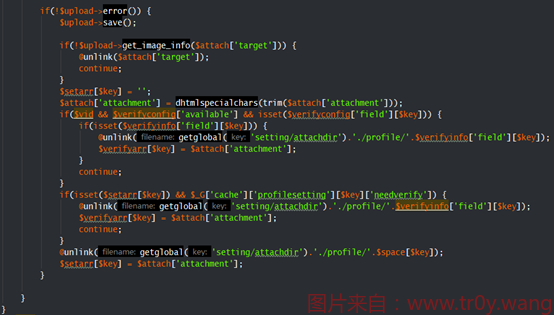 if(!$upload->error()) {
$upload->save();
if(!$upload->get_image_info($attach['target'])) {
@unlink($attach['target']);
continue;
}
$setarr[$key] = '';
$attach['attachment'] = dhtmlspecialchars(trim($attach['attachment']));
if($vid && $verifyconfig['available'] && isset($verifyconfig['field'][$key])) {
if(isset($verifyinfo['field'][$key])) {
@unlink( filename: getglobal( key: 'setting/attachdir').'./profile/'.$verifyinfo['field'][$key]);
$verifyarr[$key] = $attach['attachment'];
}
continue;
}
if(isset($setarr[$key]) && $_G['cache']['profilesetting'][$key]['needverify']) {
@unlink( filename: getglobal( key: 'setting/attachdir').'./profile/'.$verifyinfo['field'][$key]);
$verifyarr[$key] = $attach['attachment'];
continue;
}
@unlink( filename: getglobal( key: 'setting/attachdir').'./profile/'.$space[$key]);
$setarr[$key] = $attach['attachment'];
}
}
}
图片来自：www.tr0y.wang